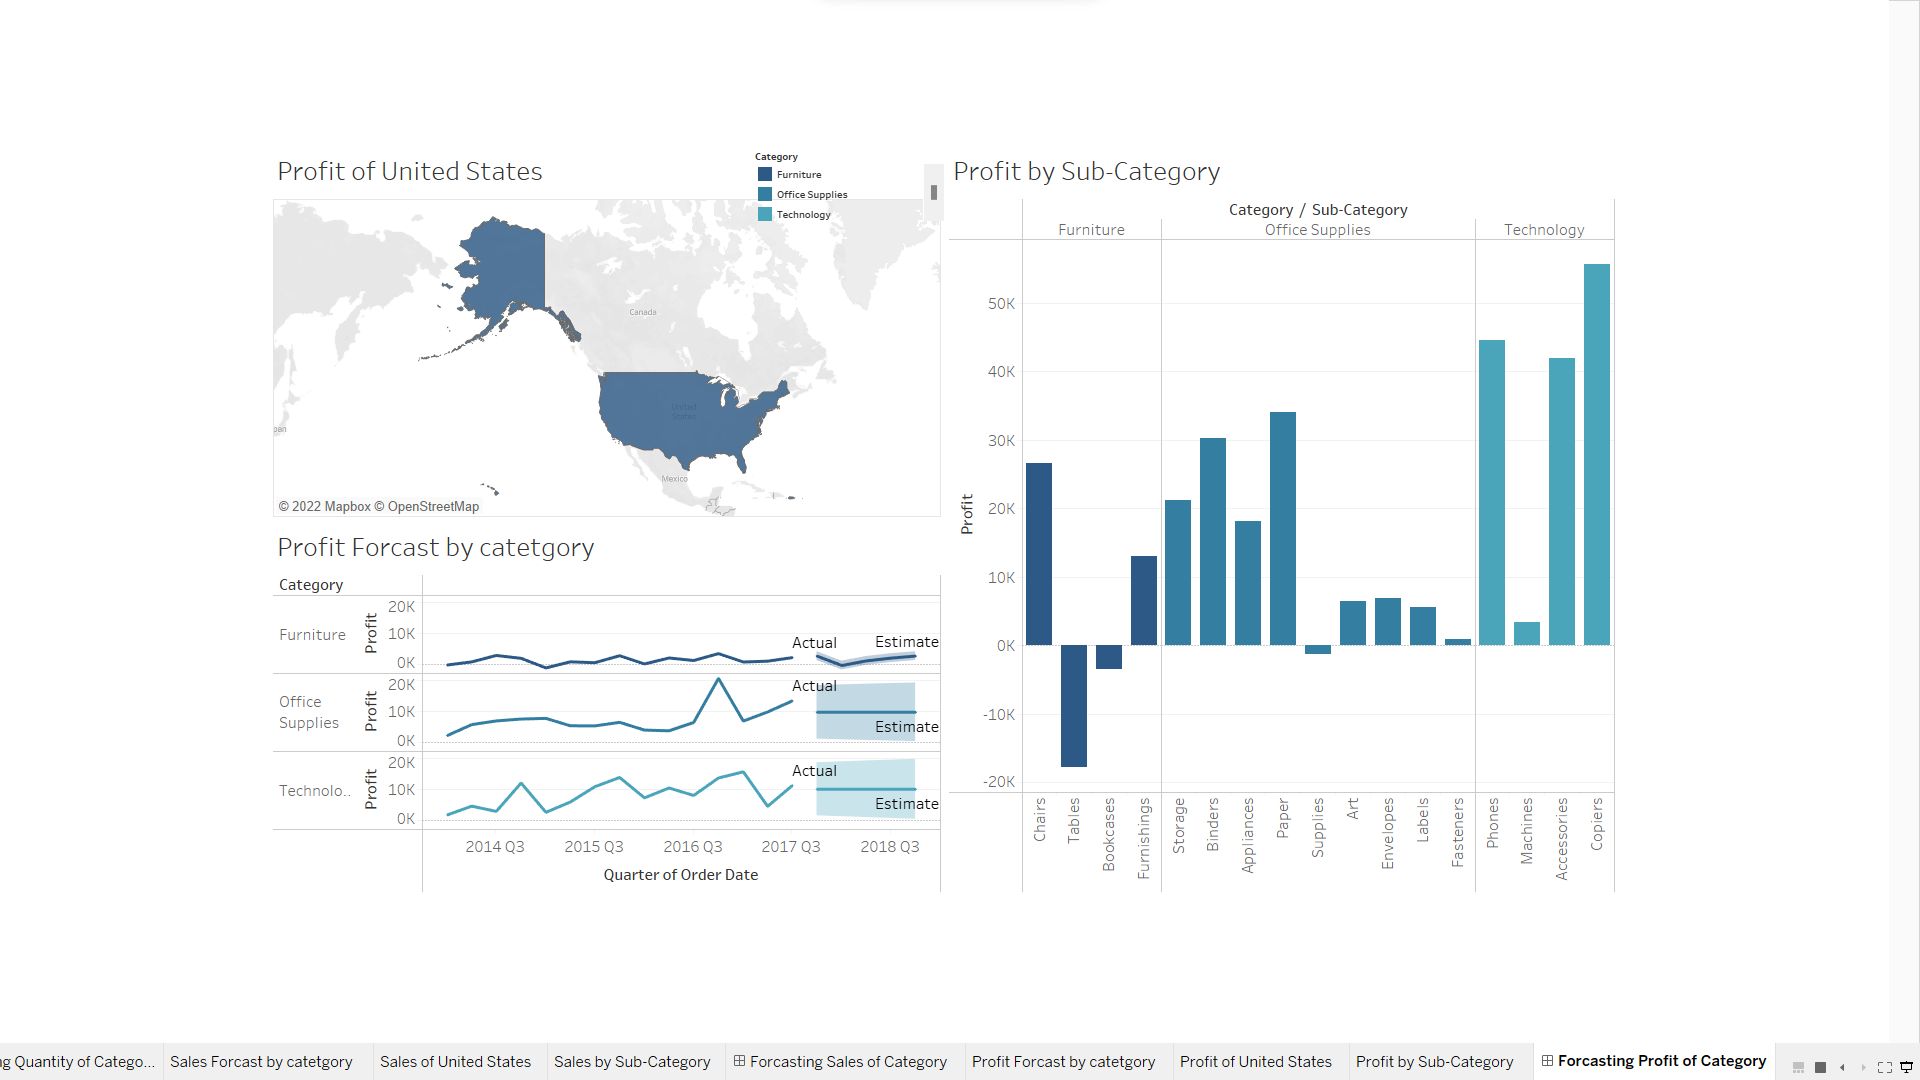 Profit of United States
Category
Furniture
Office Supplies
Technology
Canada
United
States
Mexico
pan
© 2022 Mapbox © OpenStreetMap
Profit Forcast by catetgory
Category
Furniture
Profit
20K
10K
0K
Actual
Estimate
Office
Supplies
Profit
20K
10K
0K
Actual
Estimate
Technolo..
Profit
20K
10K
0K
Actual
Estimate
2014 Q3 2015 Q3 2016 Q3 2017 Q3 2018 Q3
Quarter of Order Date
Profit by Sub-Category
Category / Sub-Category
Furniture Office Supplies Technology
Profit
50K
40K
30K
20K
10K
0K
-10K
-20K
Chairs
Tables
Bookcases
Furnishings
Storage
Binders
Appliances
Paper
Supplies
Art
Envelopes
Labels
Fasteners
Phones
Machines
Accessories
Copiers
ng Quantity of Catego... Sales Forcast by catetgory Sales of United States Sales by Sub-Category Forcasting Sales of Category Profit Forcast by catetgory Profit of United States Profit by Sub-Category Forcasting Profit of Category